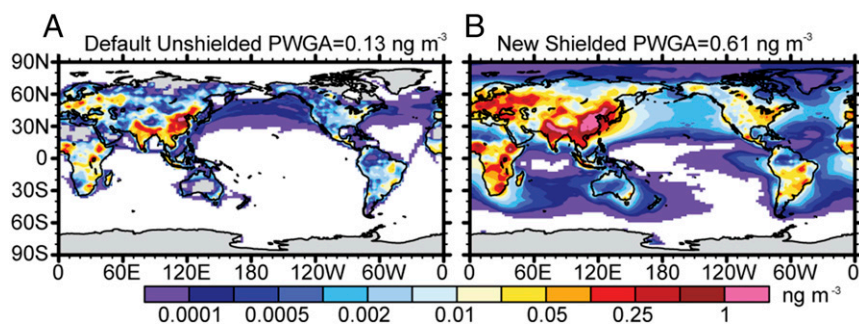 A
Default Unshielded PWGA=0.13 ng m⁻³
B
New Shielded PWGA=0.61 ng m⁻³
90N
60N
30N
0
30S
60S
90S
0 60E 120E 180 120W 60W 0
0 60E 120E 180 120W 60W
0.0001 0.0005 0.002 0.01 0.05 0.25 1
ng m⁻³